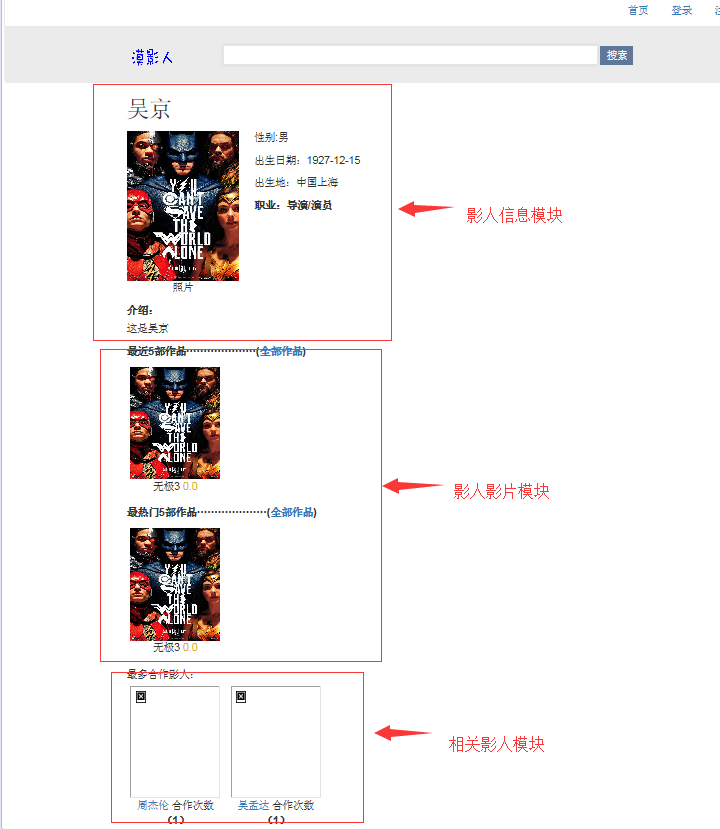 首页 登录 注
漠影人
搜索
吴京
性别:男
出生日期：1927-12-15
出生地：中国上海
职业：导演/演员
影人信息模块
YOU
CAN'T
SAVE
THE
WORLD
ALONE
照片
介绍：
这是吴京
最近5部作品····················(全部作品)
YOU
CAN'T
SAVE
THE
WORLD
ALONE
无极3 0.0
影人影片模块
最热门5部作品····················(全部作品)
YOU
CAN'T
SAVE
THE
WORLD
ALONE
无极3 0.0
最多合作影人：
相关影人模块
周杰伦 合作次数 吴孟达 合作次数
（1） （1）